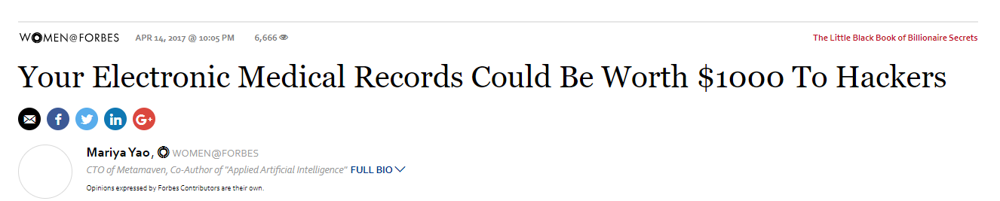 WOMEN@FORBES APR 14, 2017 @ 10:05 PM 6,666 The Little Black Book of Billionaire Secrets
Your Electronic Medical Records Could Be Worth $1000 To Hackers
f in G+
Mariya Yao, WOMEN@FORBES
CTO of Metamaven, Co-Author of "Applied Artificial Intelligence" FULL BIO
Opinions expressed by Forbes Contributors are their own.